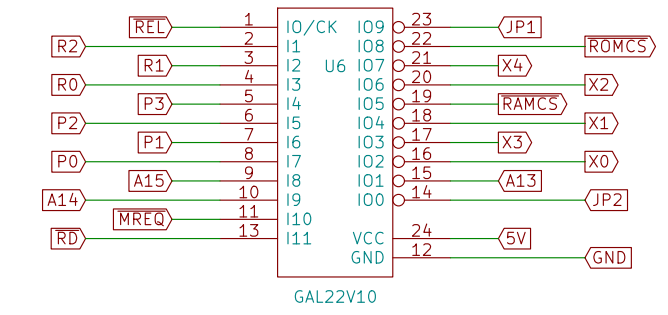 REL 1 IO/CK IO9 23 JP1
R2 2 I1 IO8 22 ROMCS
R1 3 I2 U6 IO7 21 X4
R0 4 I3 IO6 20 X2
P3 5 I4 IO5 19 RAMCS
P2 6 I5 IO4 18 X1
P1 7 I6 IO3 17 X3
P0 8 I7 IO2 16 X0
A15 9 I8 IO1 15 A13
A14 10 I9 IO0 14 JP2
MREQ 11 I10
RD 13 I11 VCC 24 5V
GND 12 GND
GAL22V10